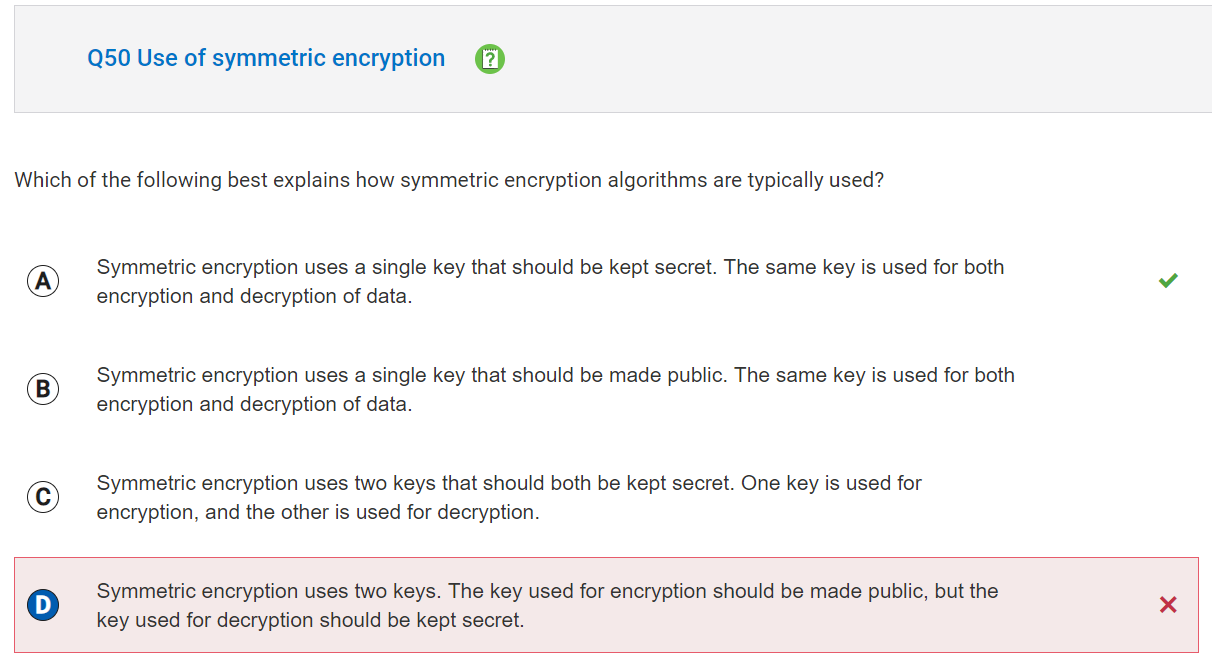 Q50 Use of symmetric encryption ?
Which of the following best explains how symmetric encryption algorithms are typically used?
A Symmetric encryption uses a single key that should be kept secret. The same key is used for both
encryption and decryption of data.
B Symmetric encryption uses a single key that should be made public. The same key is used for both
encryption and decryption of data.
C Symmetric encryption uses two keys that should both be kept secret. One key is used for
encryption, and the other is used for decryption.
D Symmetric encryption uses two keys. The key used for encryption should be made public, but the
key used for decryption should be kept secret.